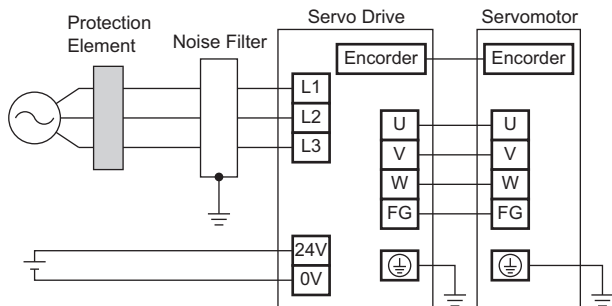 Servo Drive
Servomotor
Protection
Element
Noise Filter
Encorder
Encorder
L1
L2
L3
U
U
V
V
W
W
FG
FG
24V
0V